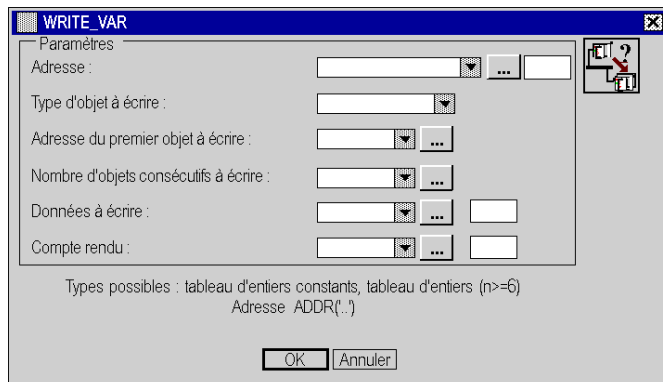 WRITE_VAR
Paramètres
Adresse :
...
Type d'objet à écrire :
Adresse du premier objet à écrire :
...
Nombre d'objets consécutifs à écrire :
...
Données à écrire :
...
Compte rendu :
...
?
Types possibles : tableau d'entiers constants, tableau d'entiers (n>=6)
Adresse ADDR('..')
OK Annuler